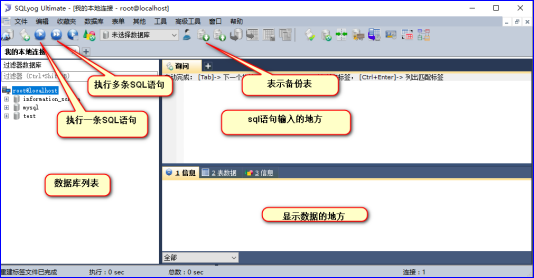 SQLyog Ultimate - [我的本地连接 - root@localhost]
文件 编辑 收藏夹 数据库 表单 其他 工具 高级工具 窗口 帮助
未选择数据库
我的本地连接
过滤器数据库
过滤器 (Ctrl+Shift+
root@localhost
information_sc
mysql
test
询问
自动完成: [Tab]-> 下一个标签, [Ctrl+Enter]-> 列出匹配标签
执行多条SQL语句
表示备份表
执行一条SQL语句
sql语句输入的地方
数据库列表
1 信息 2 表数据 3 信息
显示数据的地方
全部
重建标签文件已完成 执行：0 sec 总数：0 sec 连接：1